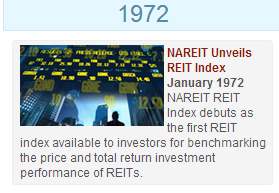 1972
NAREIT Unveils
REIT Index
January 1972
NAREIT REIT
Index debuts as
the first REIT
index available to investors for benchmarking
the price and total return investment
performance of REITs.